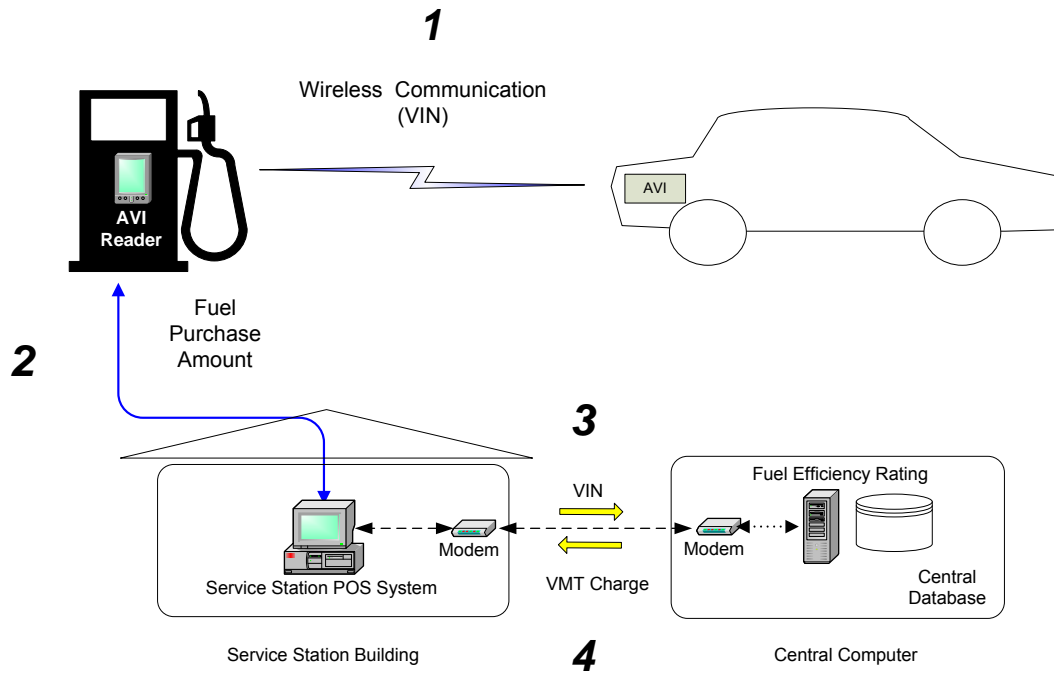 1
Wireless Communication
(VIN)
AVI
Reader
AVI
Fuel
Purchase
Amount
2
3
Fuel Efficiency Rating
VIN
Modem
Modem
Service Station POS System
VMT Charge
Central
Database
Service Station Building
4
Central Computer